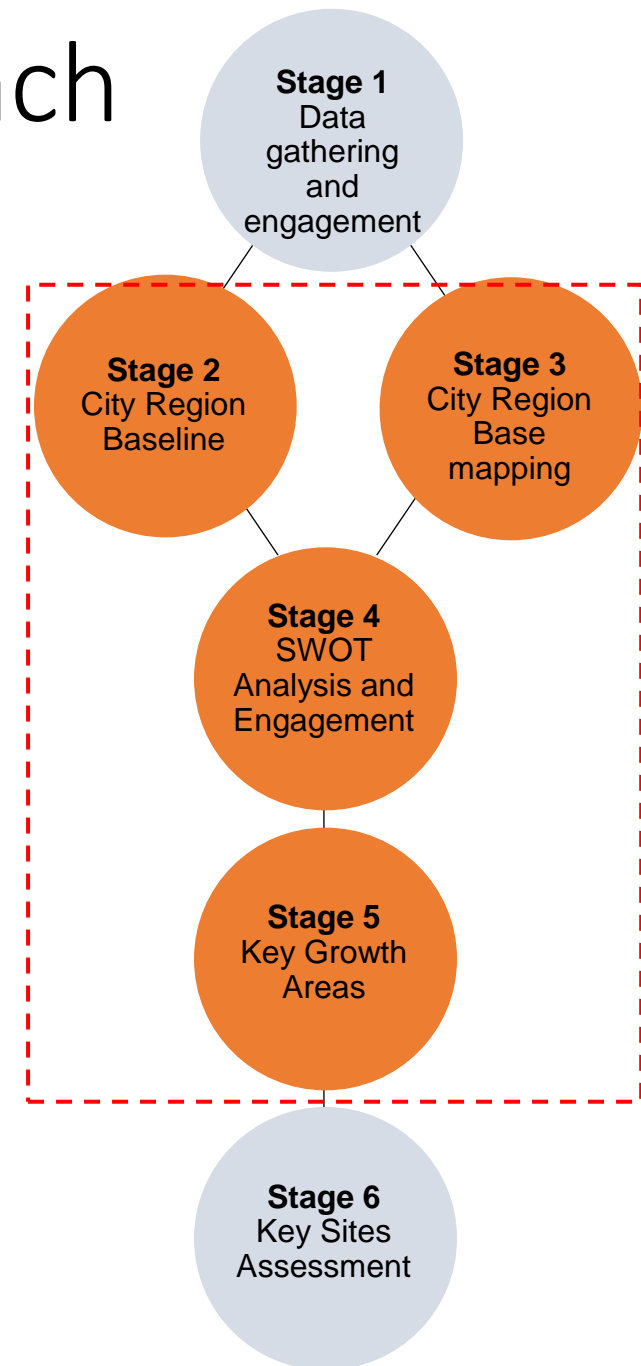 ach
Stage 1
Data
gathering
and
engagement
Stage 2
City Region
Baseline
Stage 3
City Region
Base
mapping
Stage 4
SWOT
Analysis and
Engagement
Stage 5
Key Growth
Areas
Stage 6
Key Sites
Assessment